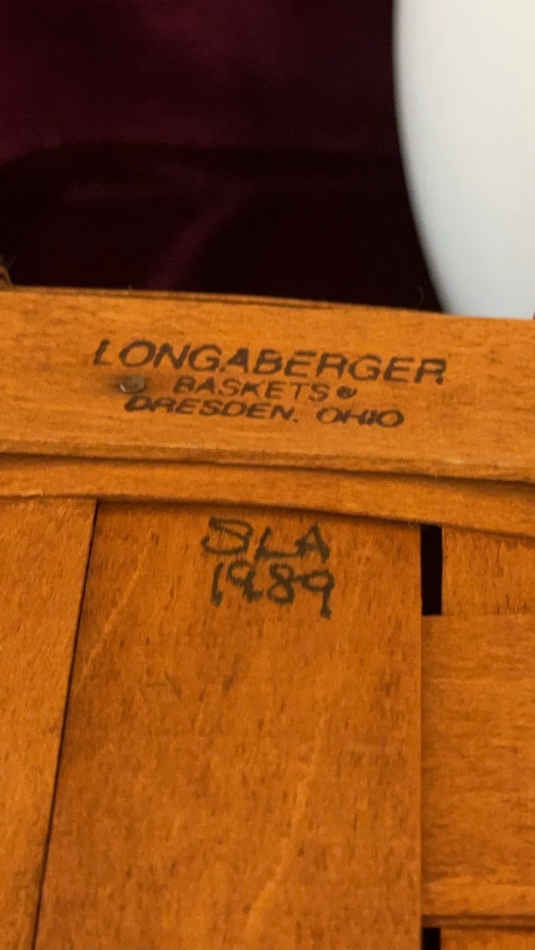 LONGABERGER
BASKETS®
DRESDEN, OHIO
SLA
1989